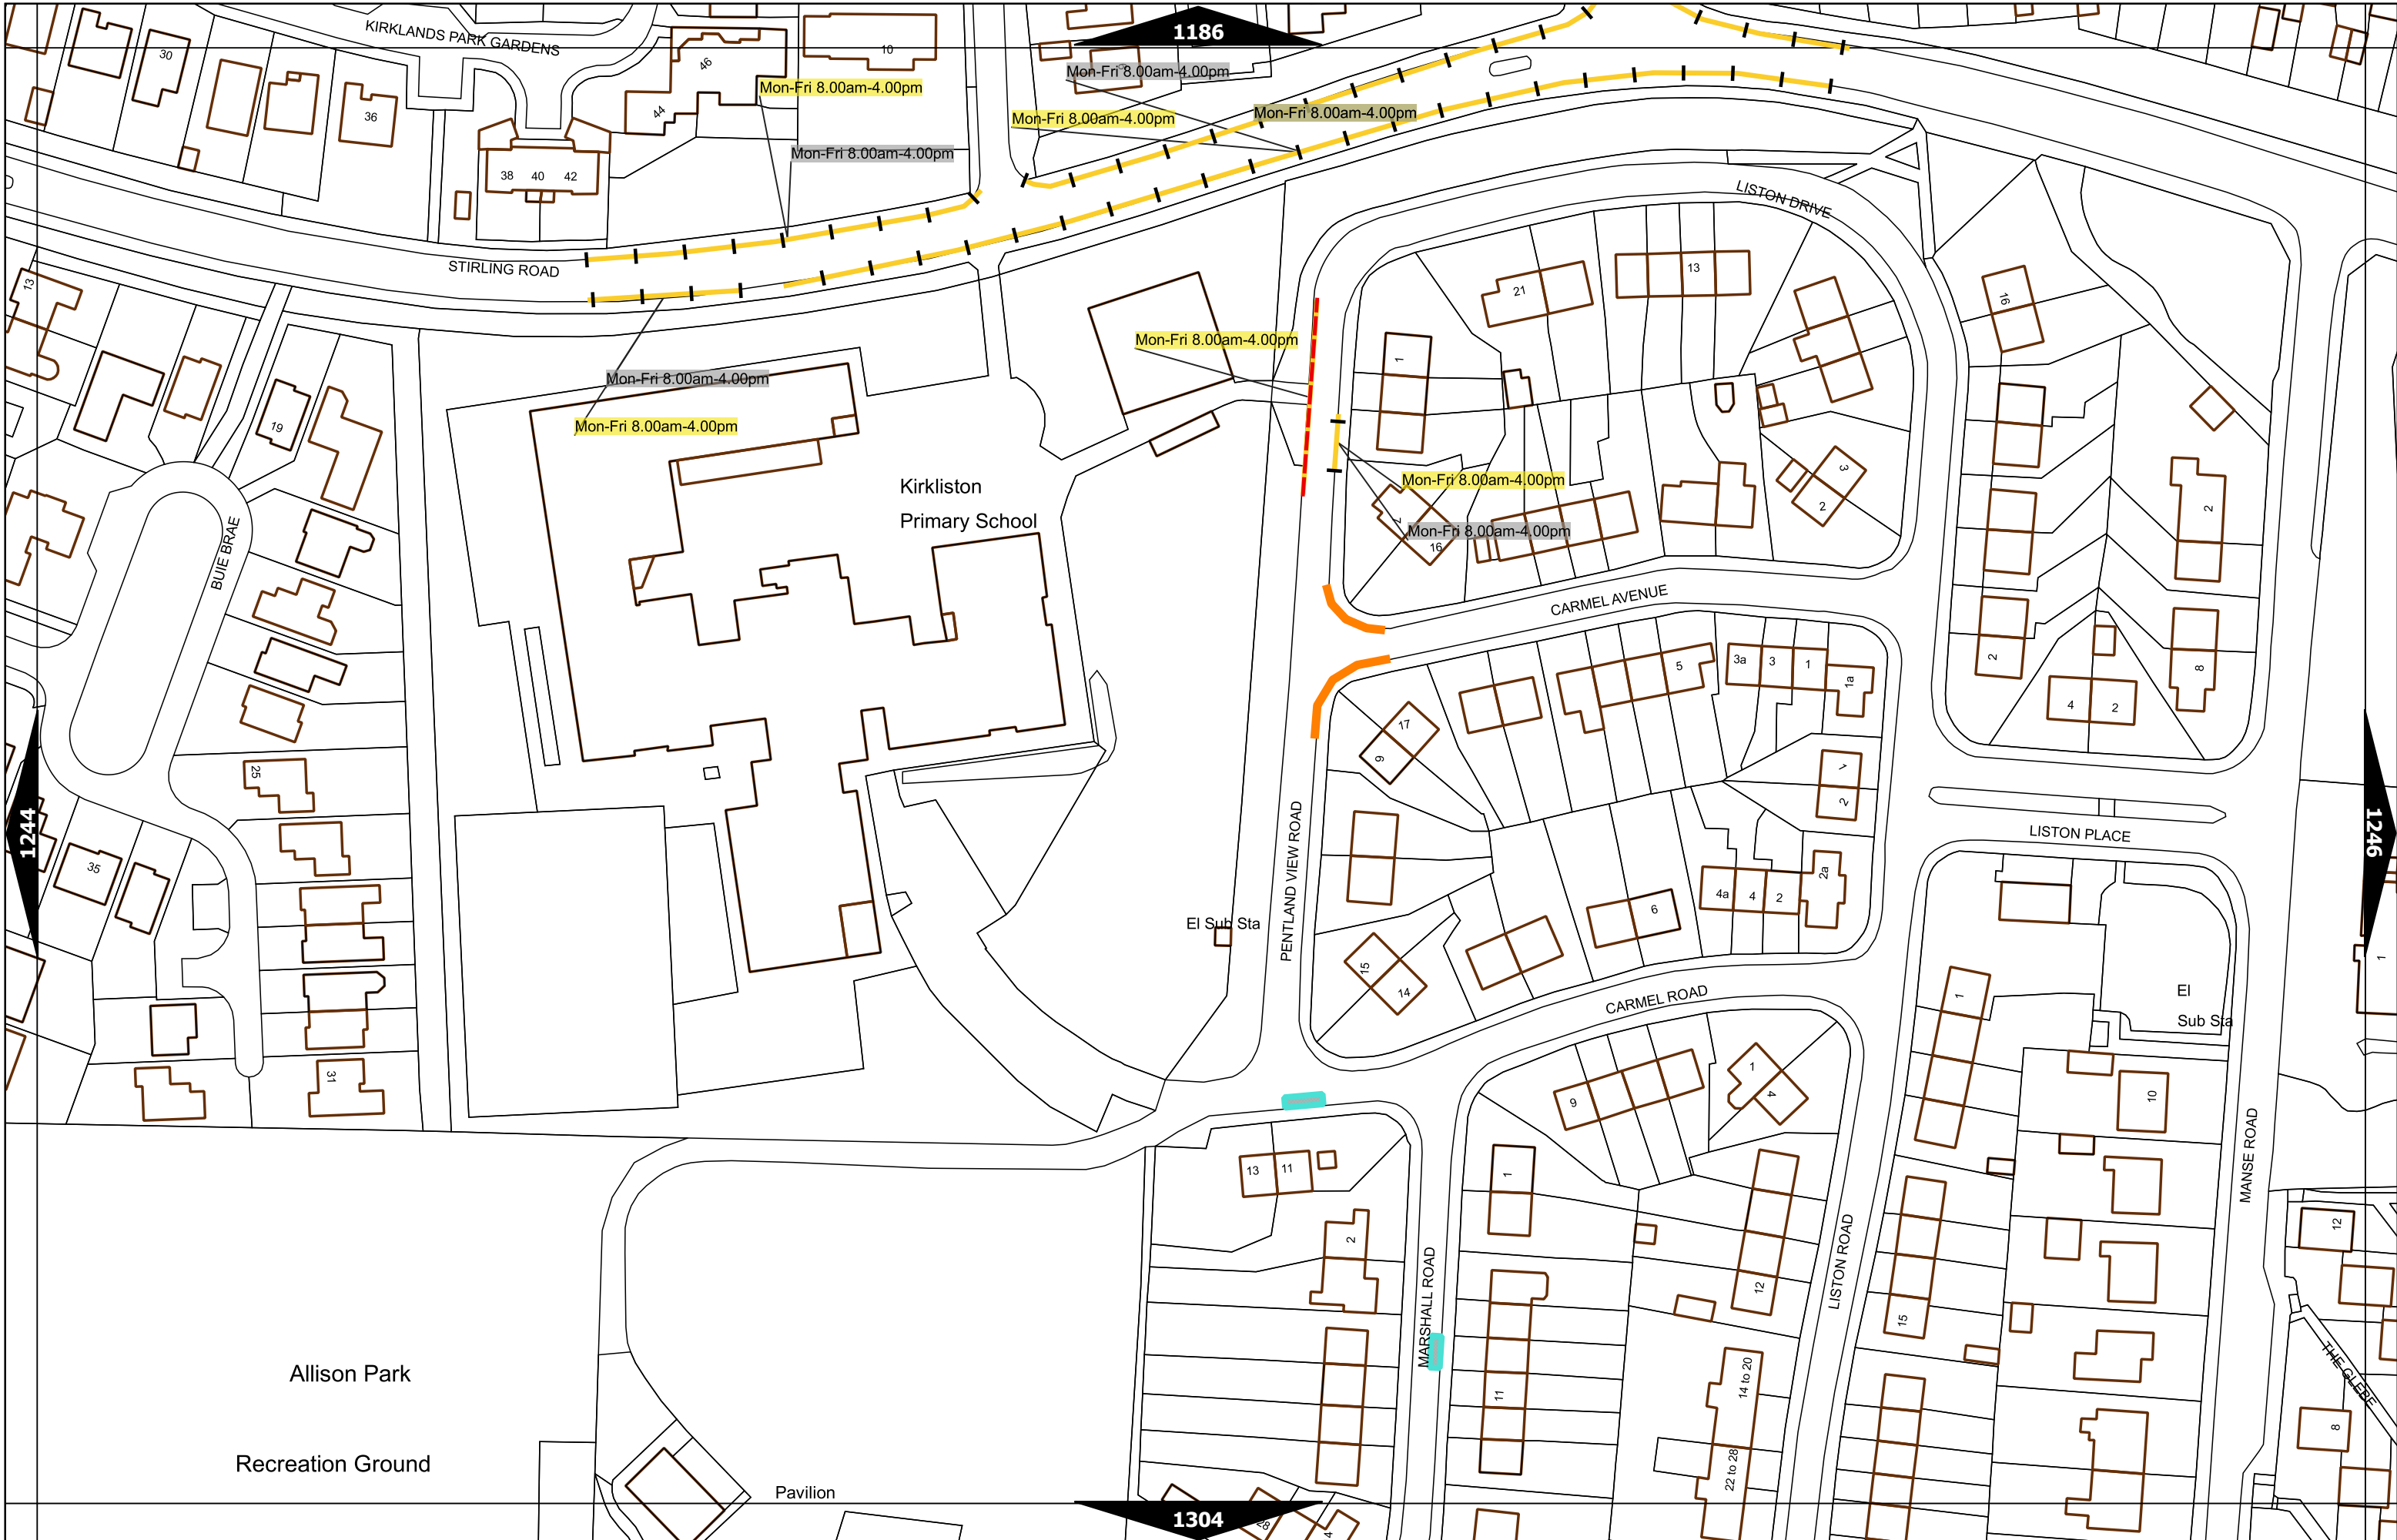 KIRKLANDS PARK GARDENS
1186
30
46
10
Mon-Fri 8.00am-4.00pm
Mon-Fri 8.00am-4.00pm
36
44
Mon-Fri 8.00am-4.00pm
Mon-Fri 8.00am-4.00pm
Mon-Fri 8.00am-4.00pm
38
40
42
LISTON DRIVE
STIRLING ROAD
13
21
13
16
Mon-Fri 8.00am-4.00pm
1
Mon-Fri 8.00am-4.00pm
19
Mon-Fri 8.00am-4.00pm
Kirkliston
Primary School
Mon-Fri 8.00am-4.00pm
3
2
2
7
Mon-Fri 8.00am-4.00pm
16
BUIE BRAE
CARMEL AVENUE
5
3a
3
1
1a
2
8
4
2
17
9
25
7
2
1244
1246
PENTLAND VIEW ROAD
LISTON PLACE
35
4a
4
2
2a
6
El Sub Sta
15
14
CARMEL ROAD
1
1
El
Sub Sta
31
9
1
4
10
MANSE ROAD
13
11
1
2
12
MARSHALL ROAD
LISTON ROAD
12
15
THE GLEBE
Allison Park
11
14 to 20
8
Recreation Ground
22 to 28
Pavilion
1304
28
4